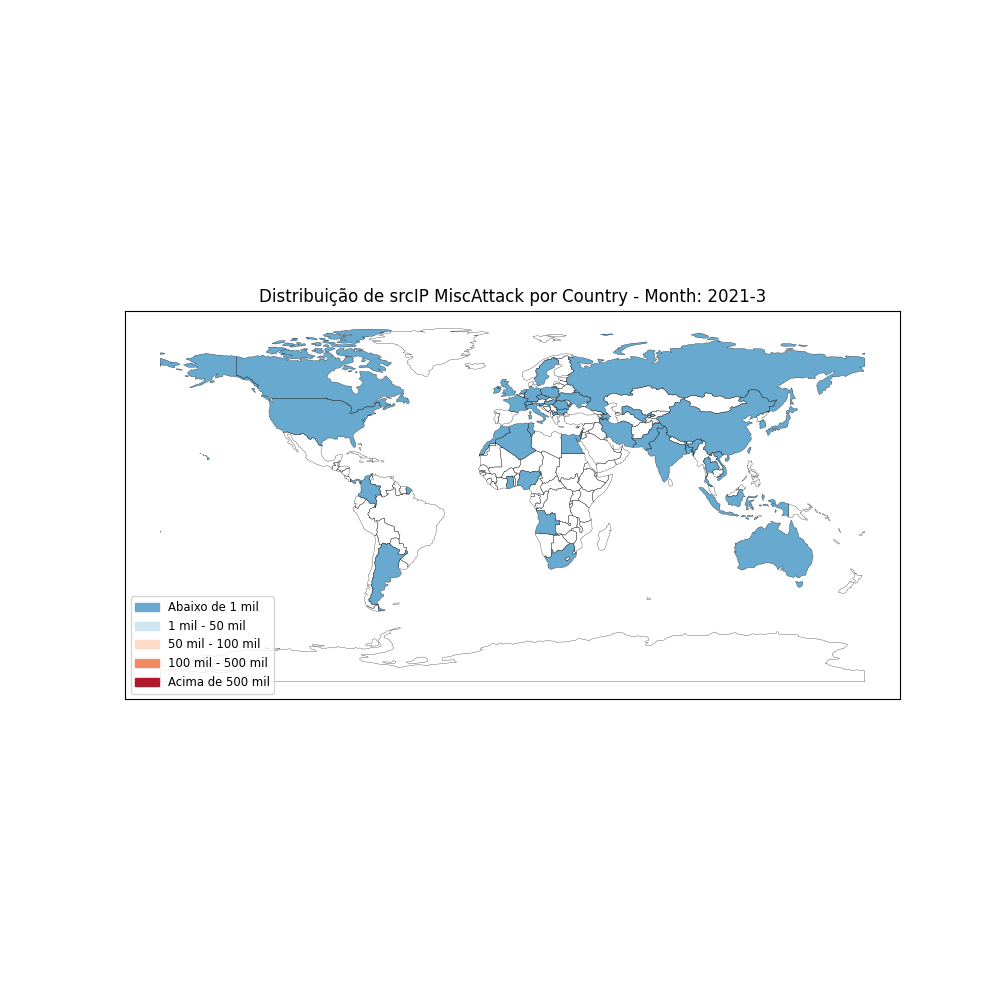 Distribuição de srcIP MiscAttack por Country - Month: 2021-3
Abaixo de 1 mil
1 mil - 50 mil
50 mil - 100 mil
100 mil - 500 mil
Acima de 500 mil